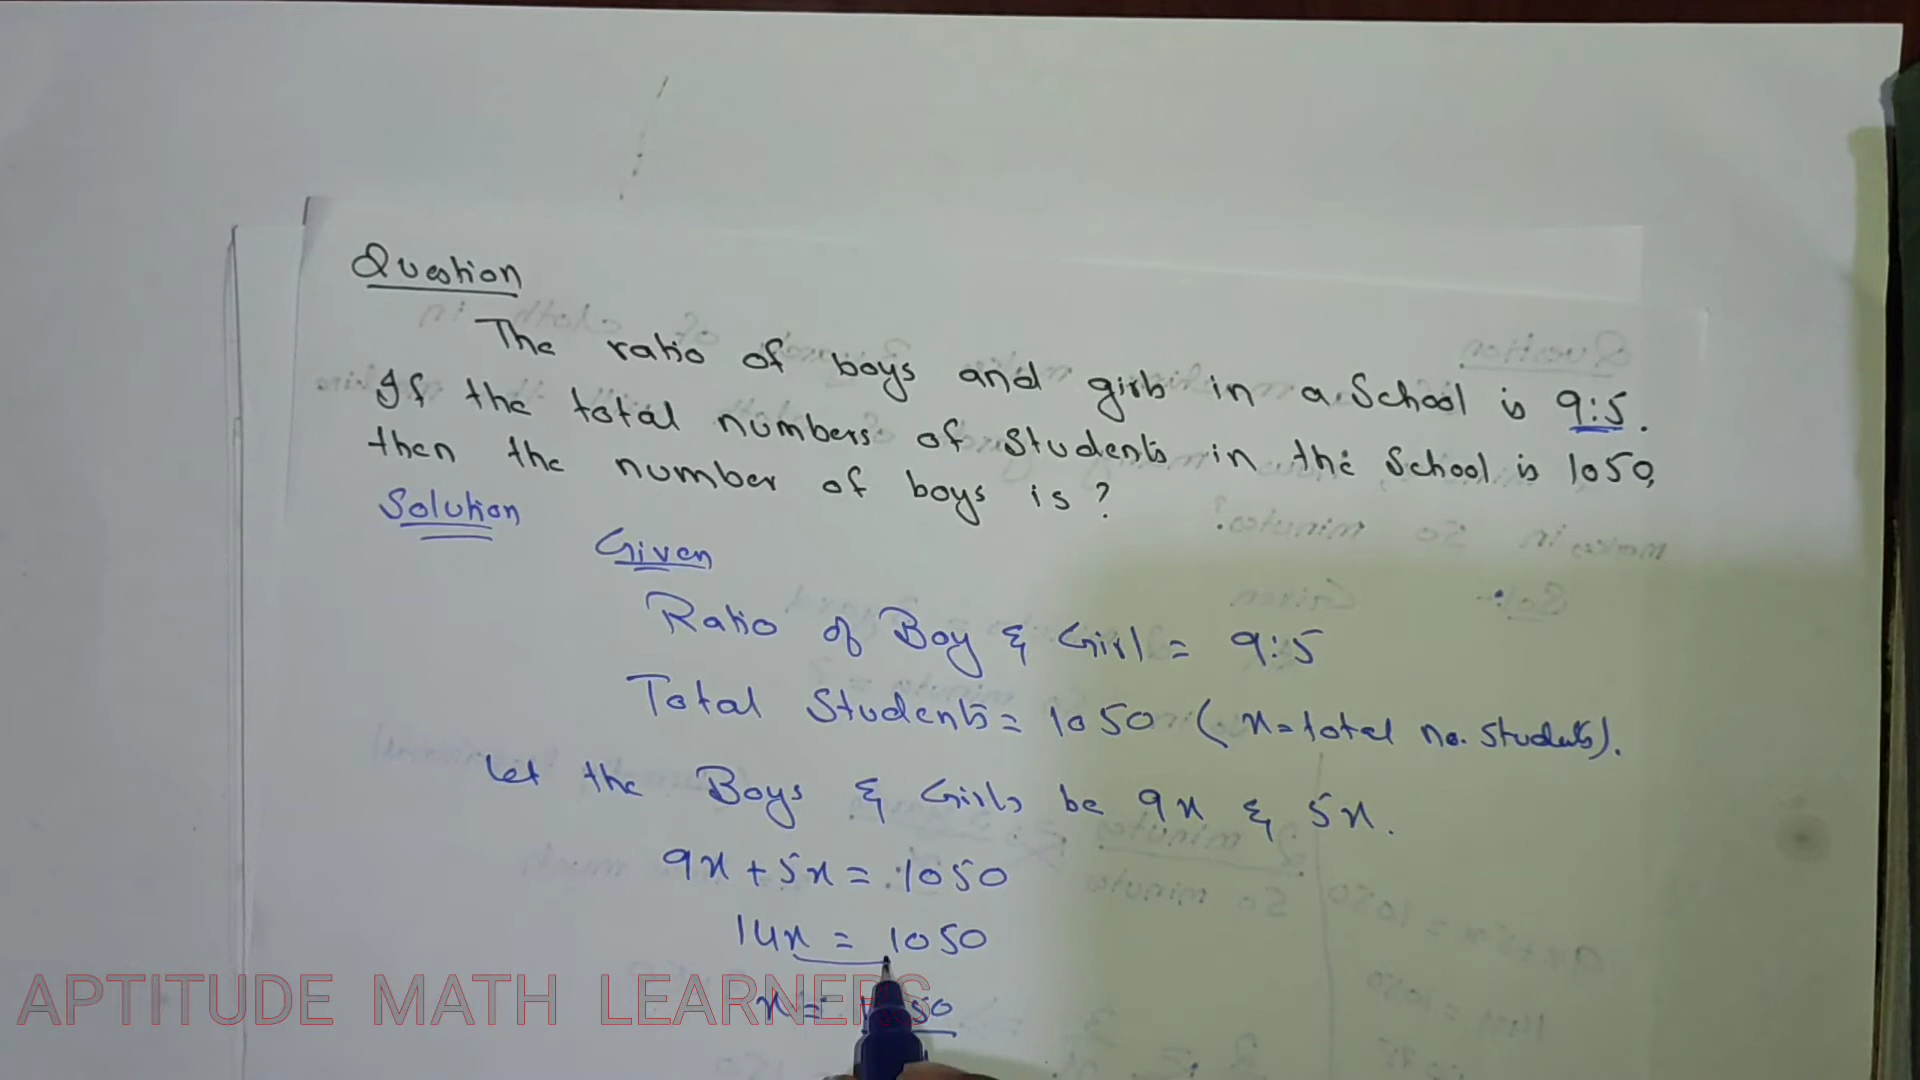 Question
The ratio of boys and girls in a School is 9:5.
If the total numbers of Students in the School is 1050,
then the number of boys is ?
Solution
Given
Ratio of Boy & Girl = 9:5
Total Students = 1050 ( x = total no. students).
Let the Boys & Girls be 9x & 5x.
9x + 5x = 1050
14x = 1050
x =
APTITUDE MATH LEARNERS